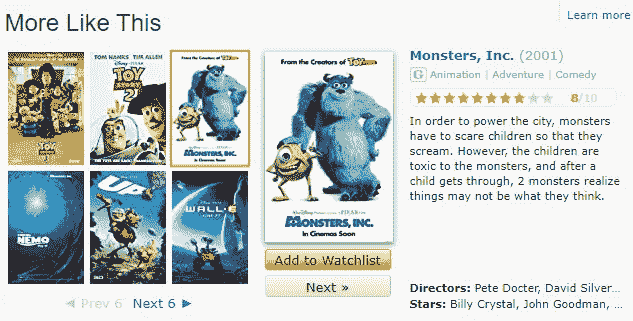 More Like This
Learn more
TOM HANKS TIM ALLEN
TOY
STORY
2
From the Creators of TOY STORY
MONSTERS, INC.
In Cinemas Soon
NEMO
UP
WALL·E
From the Creators of TOY STORY
MONSTERS, INC.
In Cinemas Soon
Add to Watchlist
Next »
◀ Prev 6 Next 6 ▶
Monsters, Inc. (2001)
G Animation | Adventure | Comedy
8/10
In order to power the city, monsters
have to scare children so that they
scream. However, the children are
toxic to the monsters, and after a
child gets through, 2 monsters realize
things may not be what they think.
Directors: Pete Docter, David Silver...
Stars: Billy Crystal, John Goodman, ...